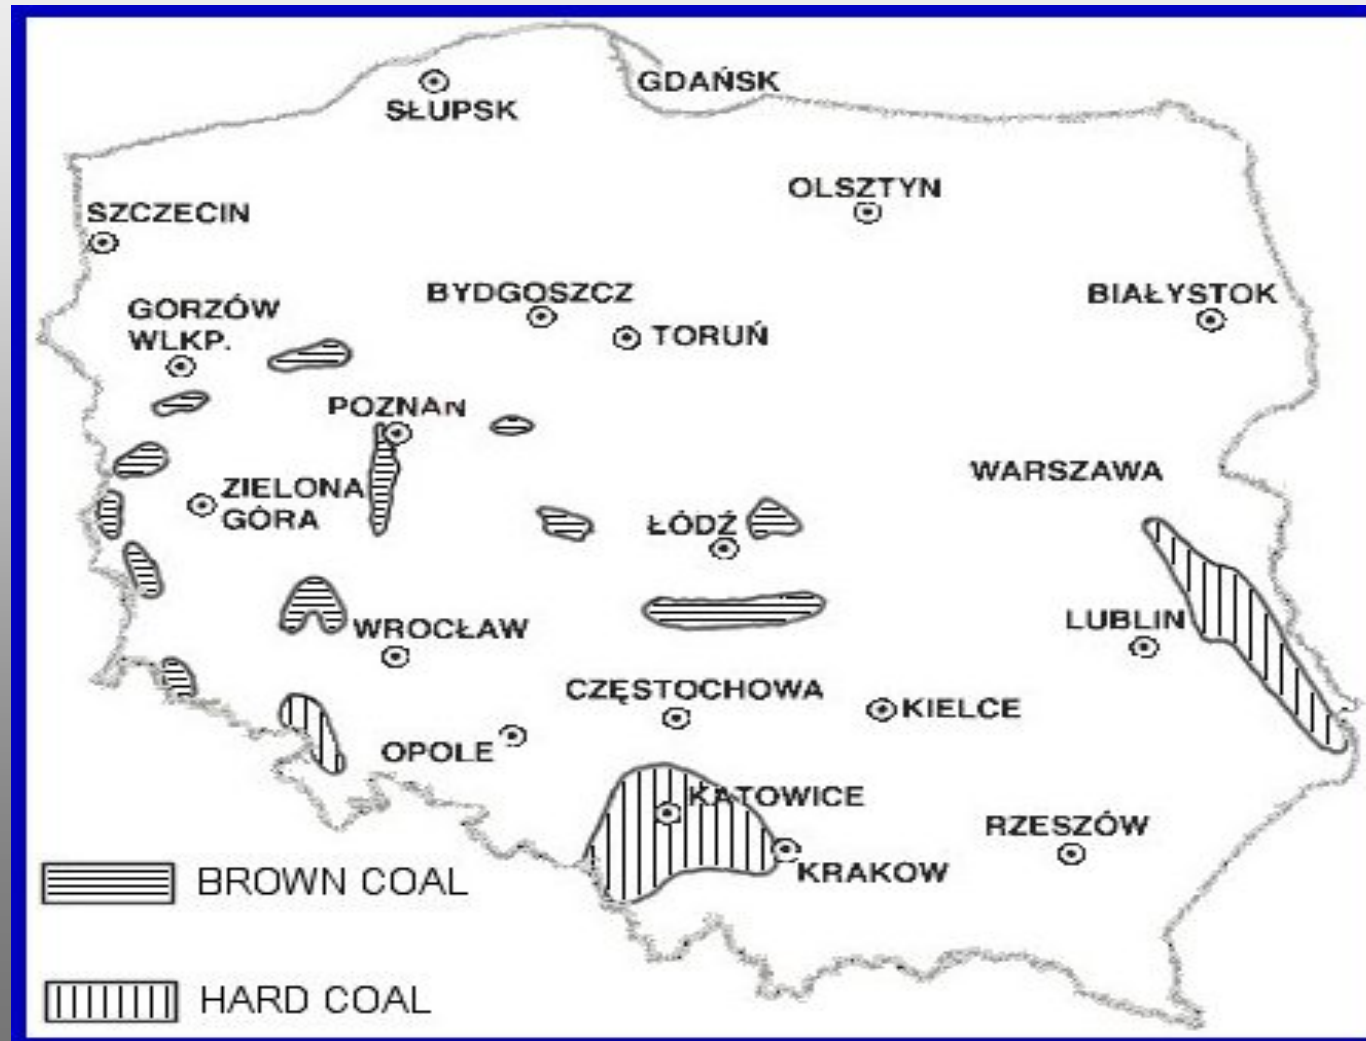 SŁUPSK
GDAŃSK
OLSZTYN
SZCZECIN
BIAŁYSTOK
BYDGOSZCZ
GORZÓW
WLKP.
TORUŃ
POZNAń
WARSZAWA
ZIELONA
GÓRA
ŁÓDŹ
WROCŁAW
LUBLIN
CZĘSTOCHOWA
KIELCE
OPOLE
KATOWICE
RZESZÓW
KRAKOW
BROWN COAL
HARD COAL